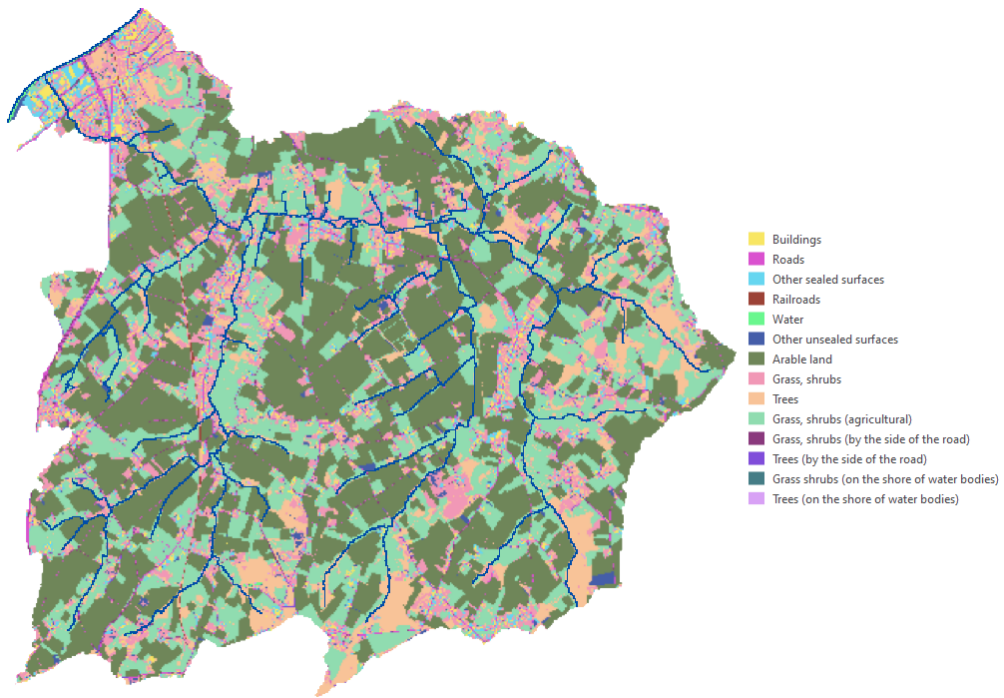 Buildings
Roads
Other sealed surfaces
Railroads
Water
Other unsealed surfaces
Arable land
Grass, shrubs
Trees
Grass, shrubs (agricultural)
Grass, shrubs (by the side of the road)
Trees (by the side of the road)
Grass shrubs (on the shore of water bodies)
Trees (on the shore of water bodies)